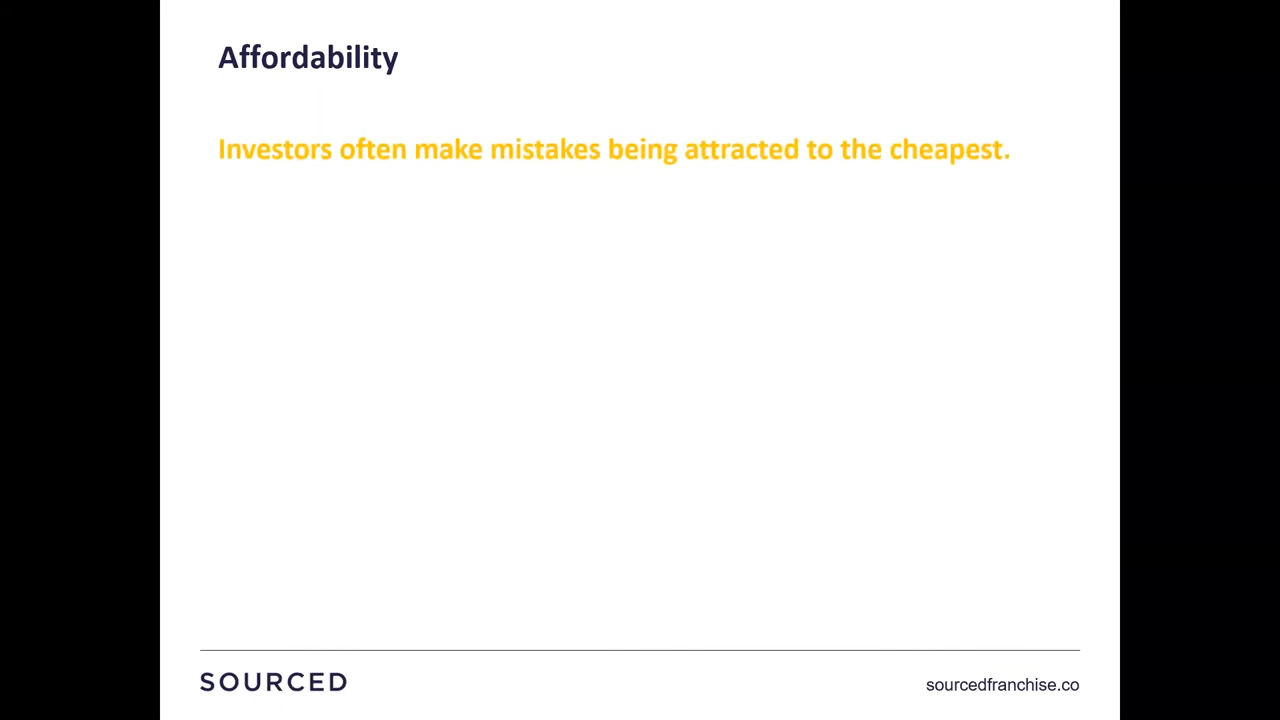 Affordability
Investors often make mistakes being attracted to the cheapest.
SOURCED
sourcedfranchise.co